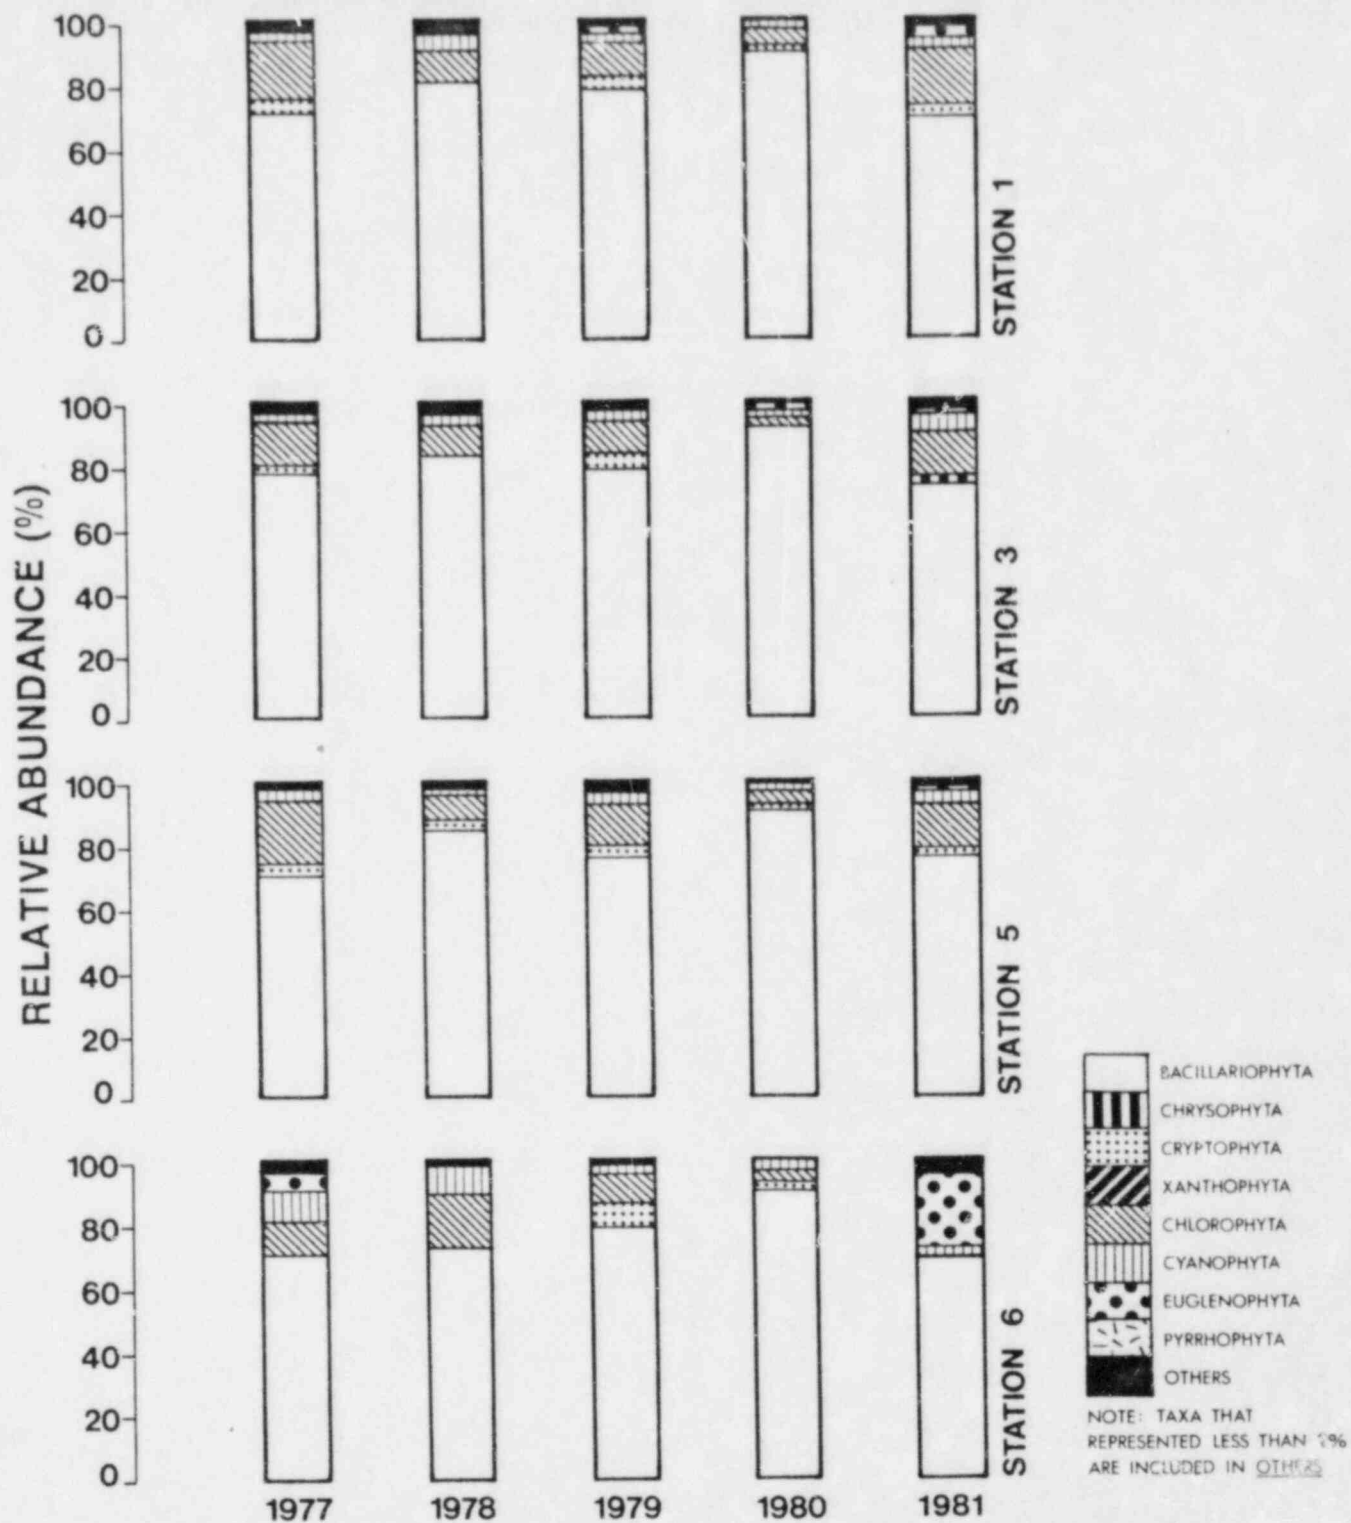 RELATIVE ABUNDANCE (%)
100
80
60
40
20
0
STATION 1
100
80
60
40
20
0
STATION 3
100
80
60
40
20
0
STATION 5
100
80
60
40
20
0
STATION 6
1977 1978 1979 1980 1981
BACILLARIOPHYTA
CHRYSOPHYTA
CRYPTOPHYTA
XANTHOPHYTA
CHLOROPHYTA
CYANOPHYTA
EUGLENOPHYTA
PYRRHOPHYTA
OTHERS
NOTE: TAXA THAT
REPRESENTED LESS THAN
ARE INCLUDED IN OTHERS